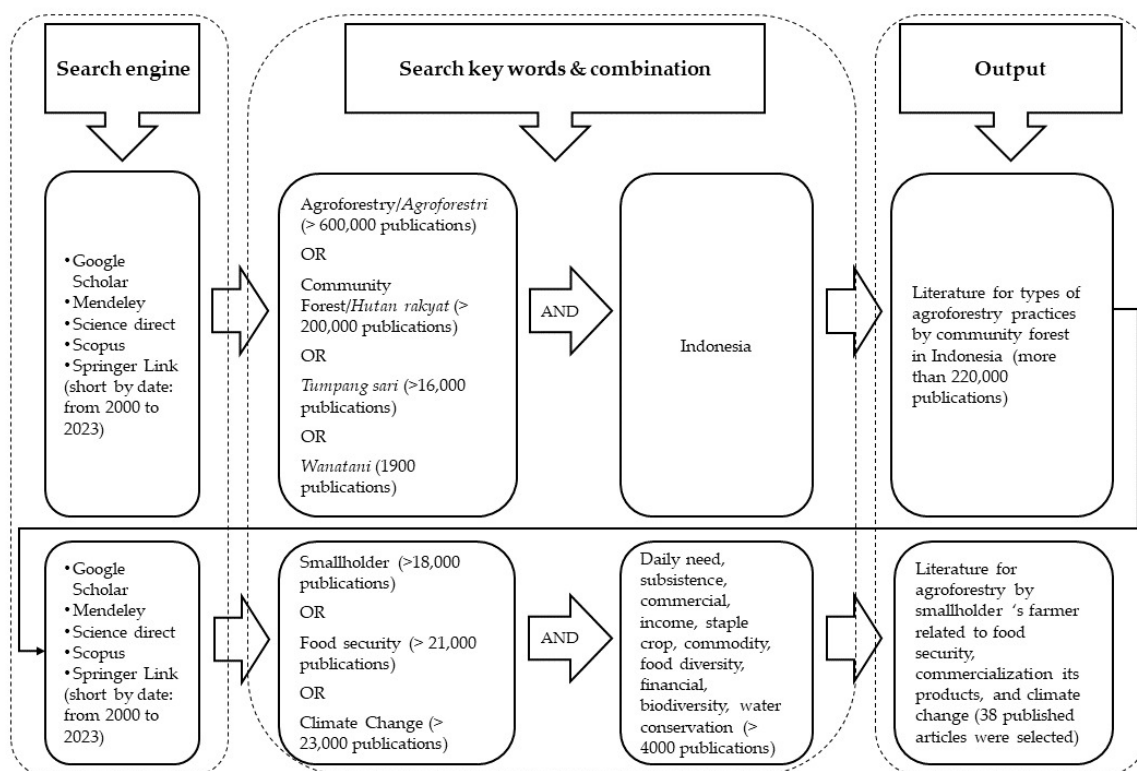 Search engine
Search key words & combination
Output
•Google
Scholar
•Mendeley
•Science direct
•Scopus
•Springer Link
(short by date:
from 2000 to
2023)
Agroforestry/Agroforestri
(> 600,000 publications)
OR
Community
Forest/Hutan rakyat (>
200,000 publications)
OR
Tumpang sari (>16,000
publications)
OR
Wanatani (1900
publications)
AND
Indonesia
Literature for types of
agroforestry practices
by community forest
in Indonesia (more
than 220,000
publications)
•Google
Scholar
•Mendeley
•Science direct
•Scopus
•Springer Link
(short by date:
from 2000 to
2023)
Smallholder (>18,000
publications)
OR
Food security (> 21,000
publications)
OR
Climate Change (>
23,000 publications)
AND
Daily need,
subsistence,
commercial,
income, staple
crop, commodity,
food diversity,
financial,
biodiversity, water
conservation (>
4000 publications)
Literature for
agroforestry by
smallholder ‘s farmer
related to food
security,
commercialization its
products, and climate
change (38 published
articles were selected)